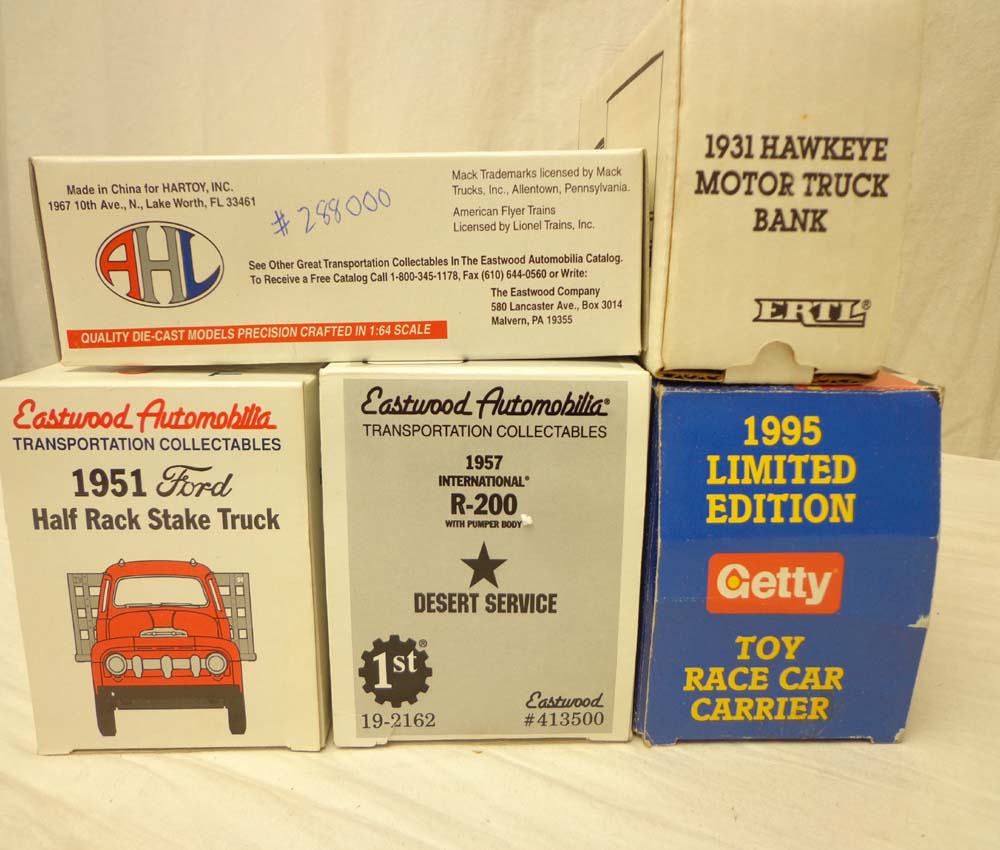 Made in China for HARTOY, INC.
1967 10th Ave., N., Lake Worth, FL 33461
AHL
#288000
Mack Trademarks licensed by Mack
Trucks, Inc., Allentown, Pennsylvania.
American Flyer Trains
Licensed by Lionel Trains, Inc.
See Other Great Transportation Collectables In The Eastwood Automobilia Catalog.
To Receive a Free Catalog Call 1-800-345-1178, Fax (610) 644-0560 or Write:
The Eastwood Company
580 Lancaster Ave., Box 3014
Malvern, PA 19355
QUALITY DIE-CAST MODELS PRECISION CRAFTED IN 1:64 SCALE
1931 HAWKEYE
MOTOR TRUCK
BANK
ERTL®
Eastwood Automobilia
TRANSPORTATION COLLECTABLES
1951 Ford
Half Rack Stake Truck
Eastwood Automobilia®
TRANSPORTATION COLLECTABLES
1957
INTERNATIONAL®
R-200
WITH PUMPER BODY
DESERT SERVICE
1st®
19-2162
Eastwood
#413500
1995
LIMITED
EDITION
Getty®
TOY
RACE CAR
CARRIER